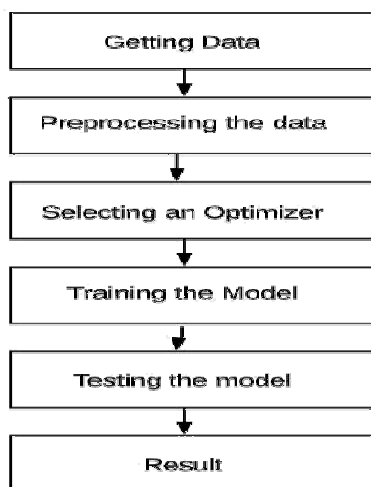 Getting Data
Preprocessing the data
Selecting an Optimizer
Training the Model
Testing the model
Result